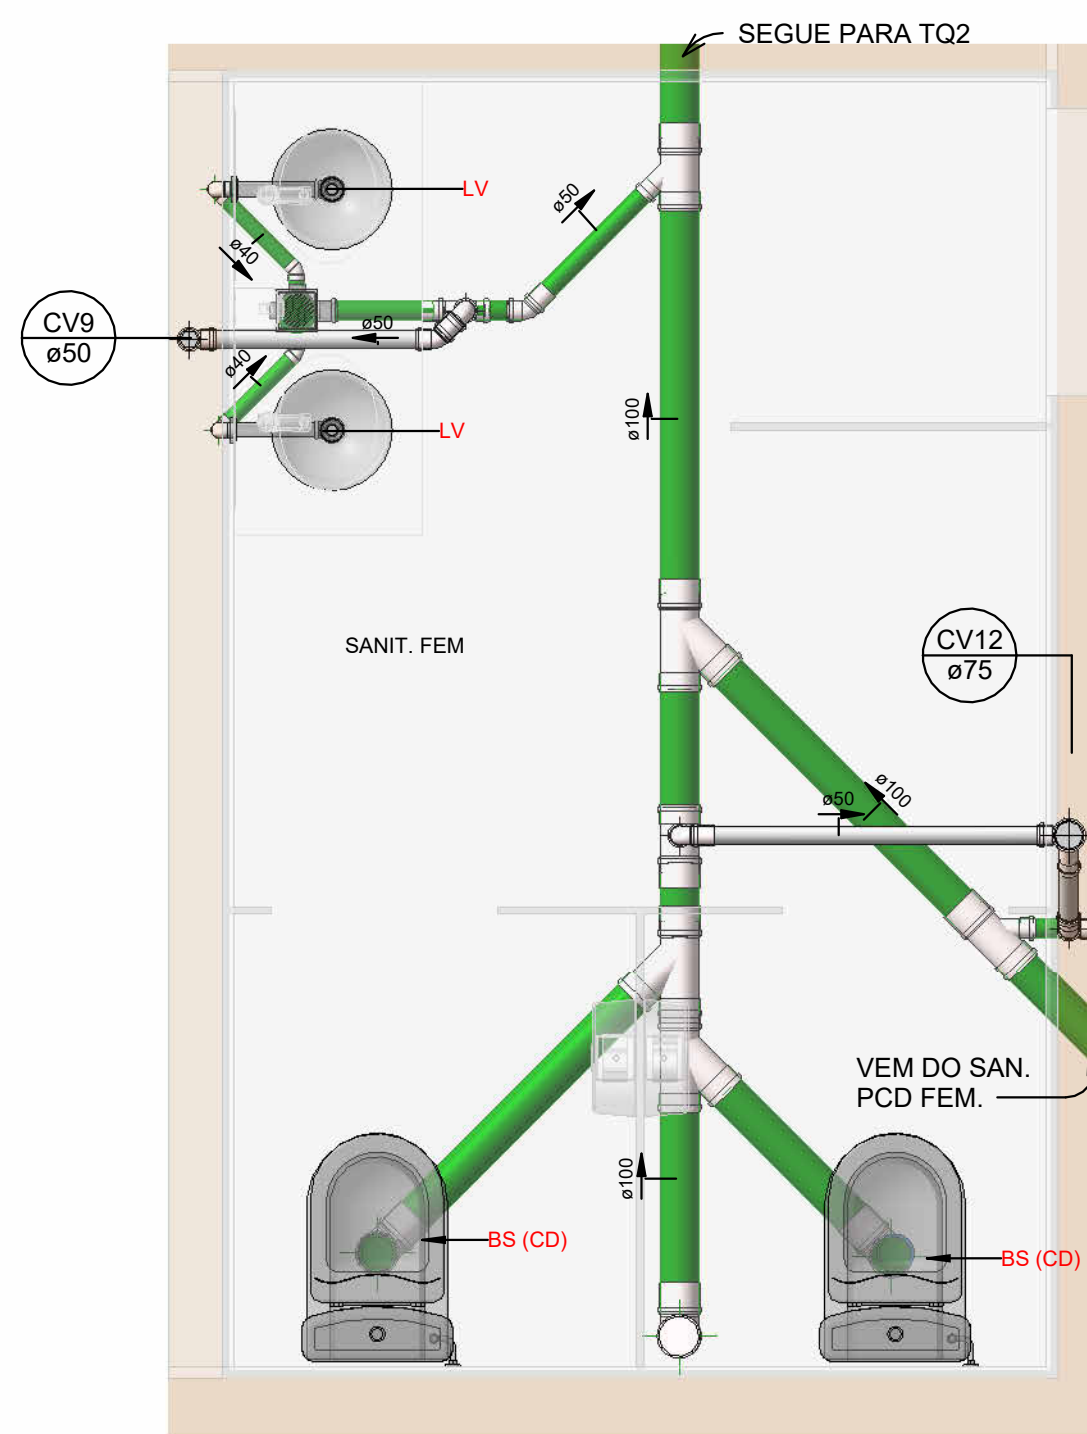 SEGUE PARA TQ2
LV
ø50
ø40
CV9
ø50
ø50
ø40
LV
ø100
SANIT. FEM
CV12
ø75
ø100
ø50
VEM DO SAN.
PCD FEM.
ø100
BS (CD)
BS (CD)